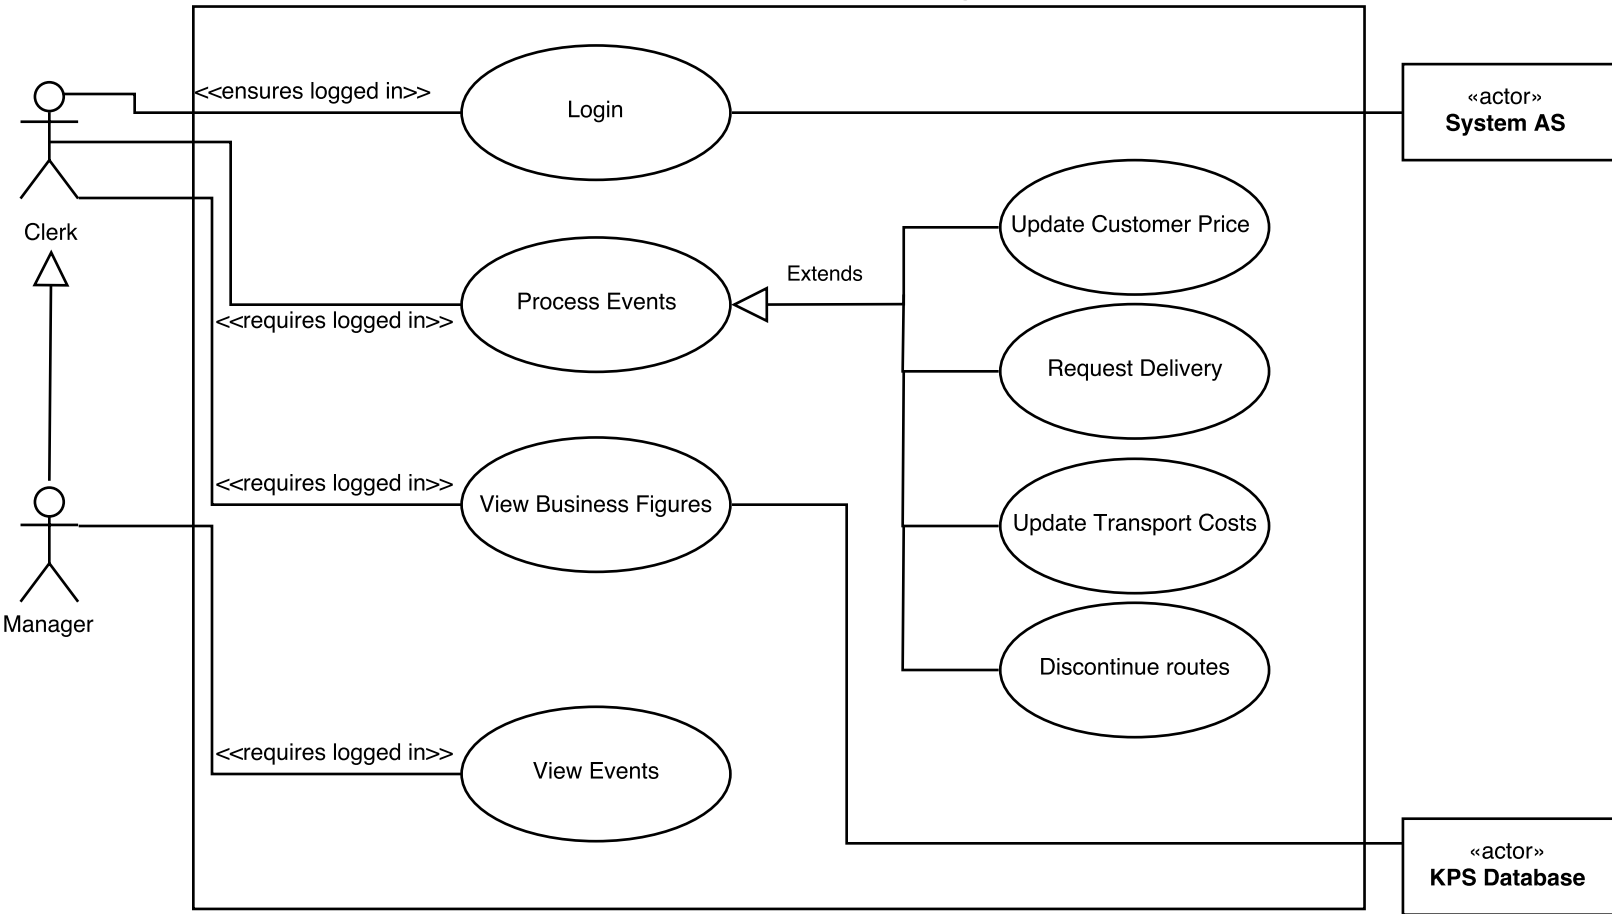 <<ensures logged in>>
Login
«actor»
System AS
Update Customer Price
Clerk
Extends
Process Events
<<requires logged in>>
Request Delivery
<<requires logged in>>
View Business Figures
Update Transport Costs
Manager
Discontinue routes
<<requires logged in>>
View Events
«actor»
KPS Database